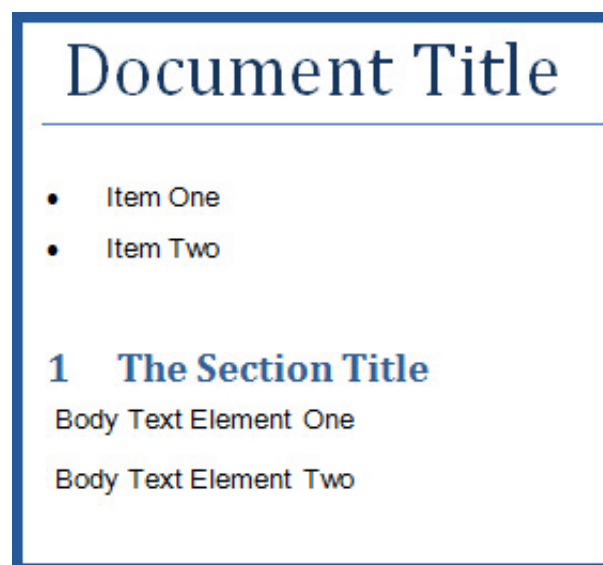 Document Title
• Item One
• Item Two
1 The Section Title
Body Text Element One
Body Text Element Two